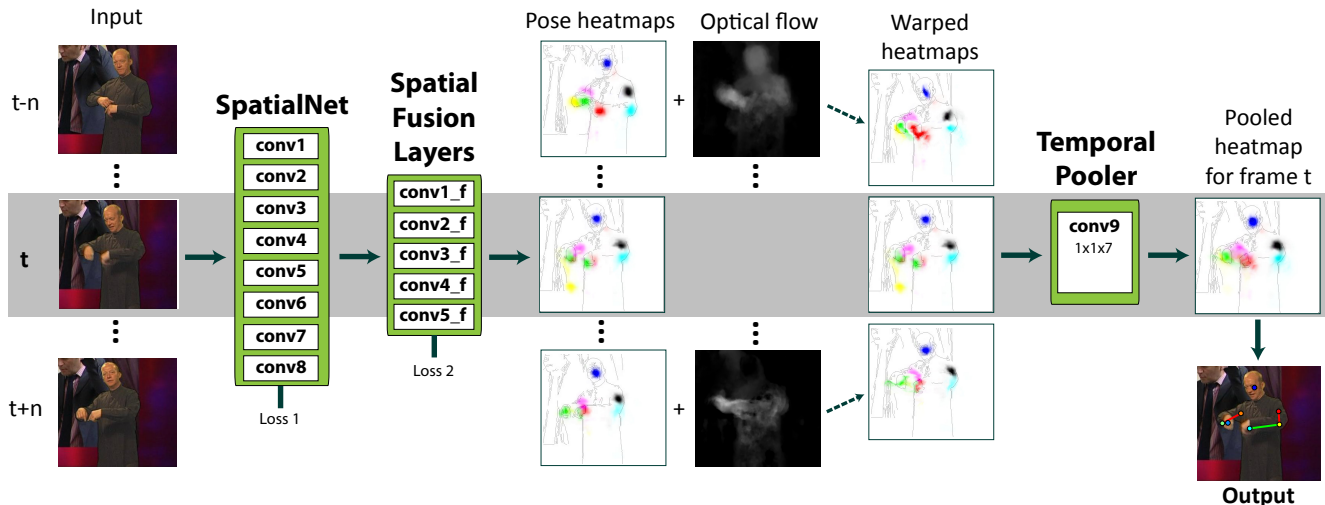 Input
Pose heatmaps
Optical flow
Warped
heatmaps
t-n
SpatialNet
conv1
conv2
conv3
conv4
conv5
conv6
conv7
conv8
Loss 1
Spatial
Fusion
Layers
conv1_f
conv2_f
conv3_f
conv4_f
conv5_f
Loss 2
+
Temporal
Pooler
conv9
1x1x7
Pooled
heatmap
for frame t
t
t+n
+
Output